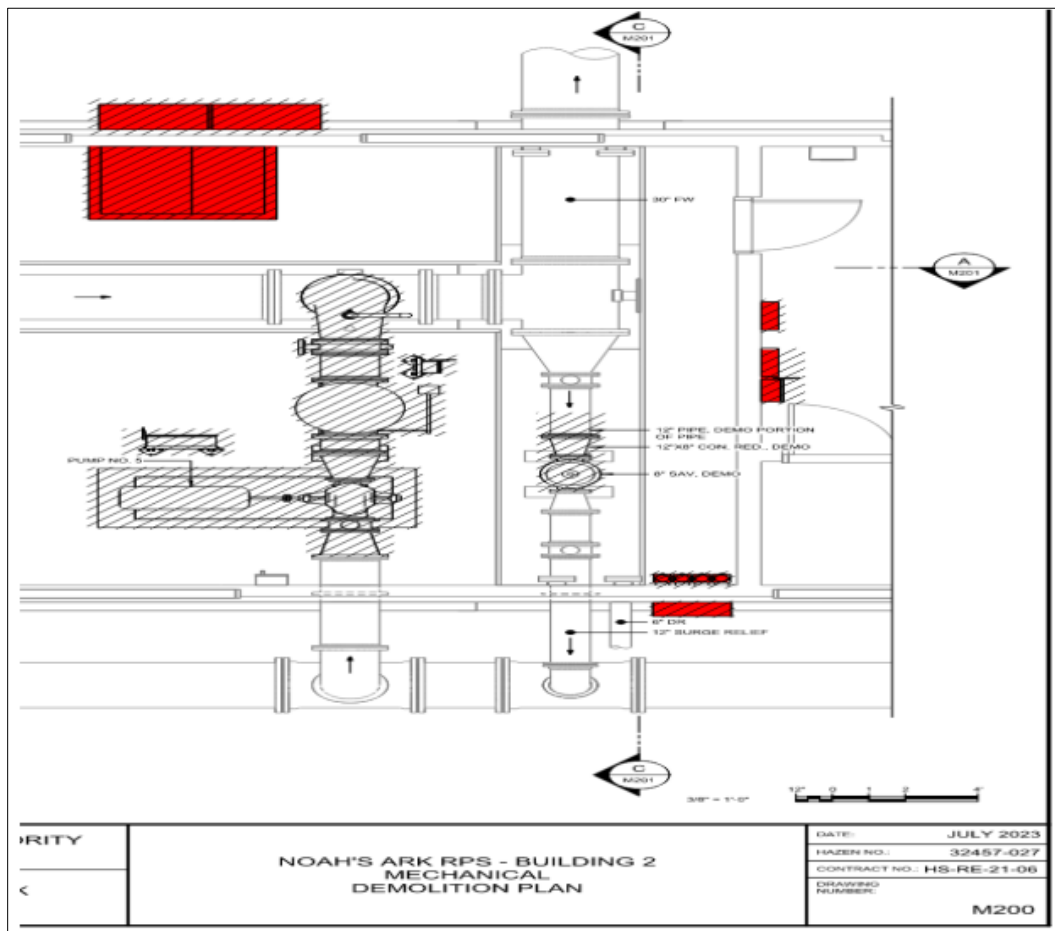 C
M201
30" FW
A
M201
12" PIPE, DEMO PORTION
OF PIPE
12"X8" CON. RED., DEMO
8" SAV, DEMO
PUMP NO. 5
6" DR
12" SURGE RELIEF
C
M201
3/8" = 1'-0"
12" 0 1 2 4'
ORITY
K
NOAH'S ARK RPS - BUILDING 2
MECHANICAL
DEMOLITION PLAN
DATE: JULY 2023
HAZEN NO.: 32457-027
CONTRACT NO.: HS-RE-21-06
DRAWING
NUMBER:
M200